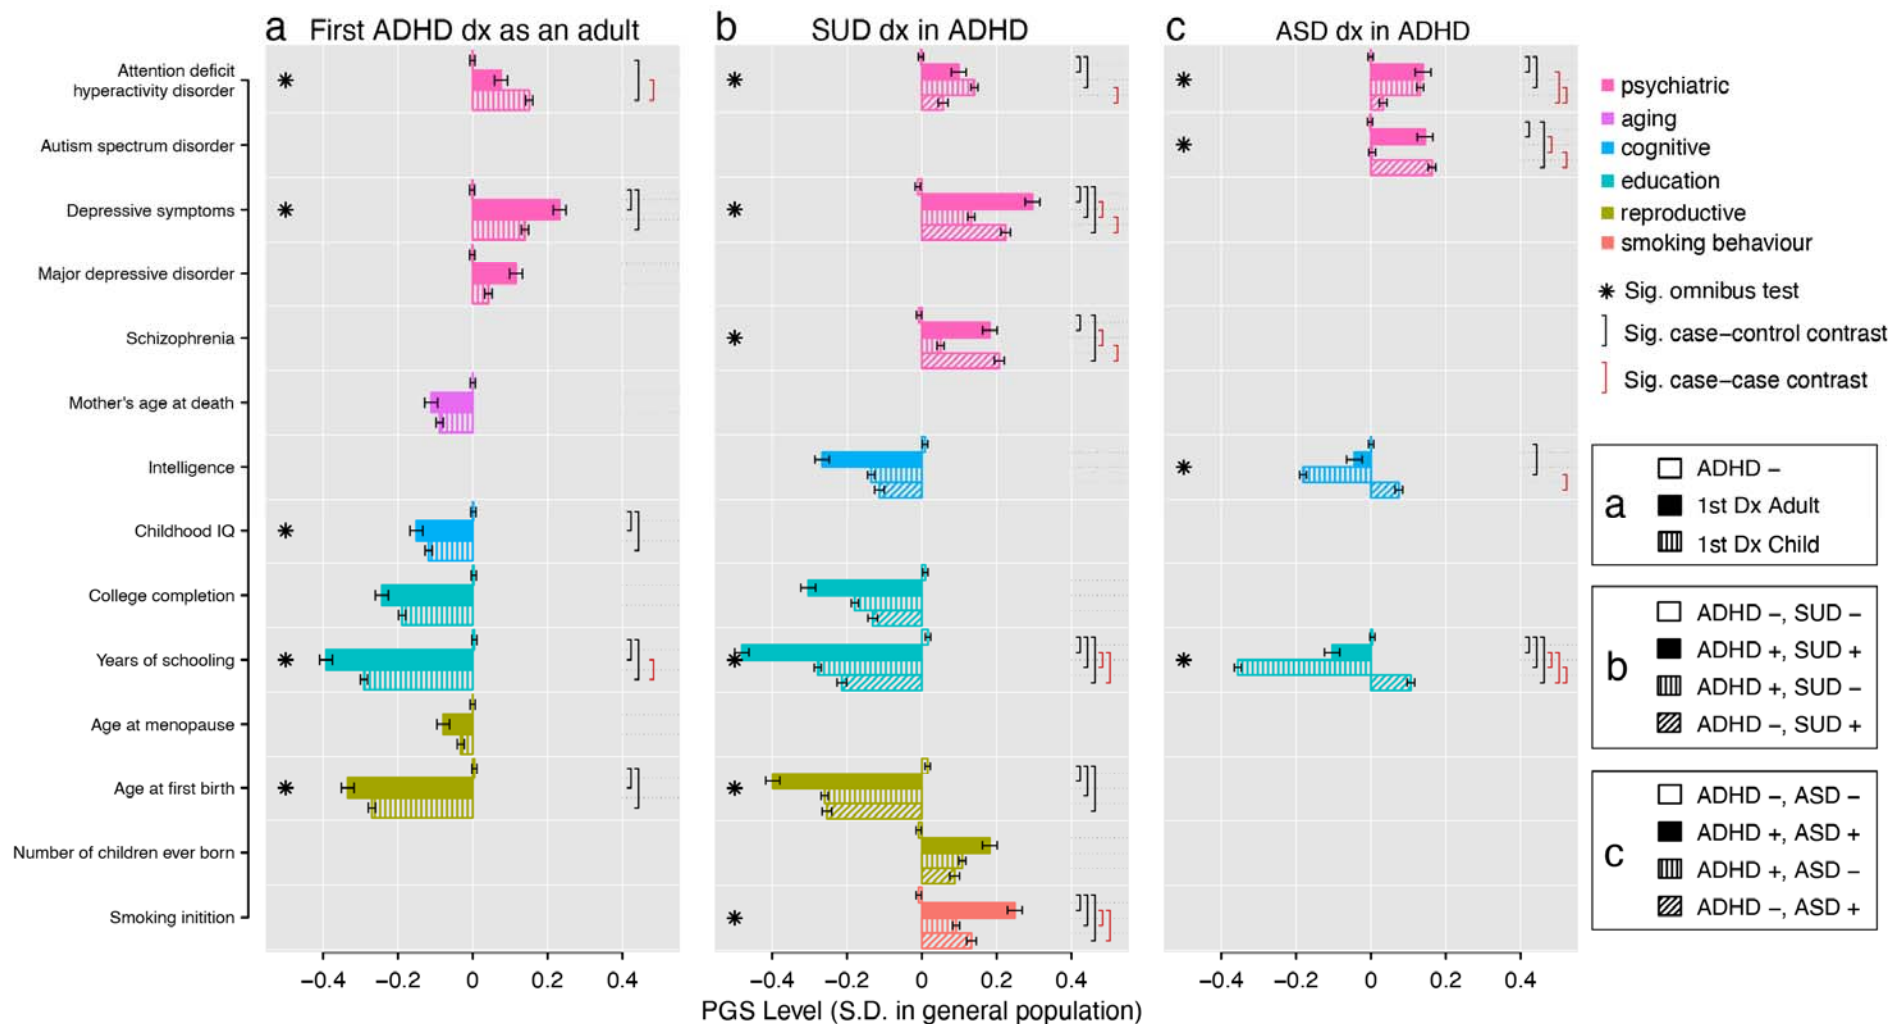 a First ADHD dx as an adult
b SUD dx in ADHD
c ASD dx in ADHD
Attention deficit
hyperactivity disorder
Autism spectrum disorder
Depressive symptoms
Major depressive disorder
Schizophrenia
Mother's age at death
Intelligence
Childhood IQ
College completion
Years of schooling
Age at menopause
Age at first birth
Number of children ever born
Smoking initition
−0.4 −0.2 0 0.2 0.4
−0.4 −0.2 0 0.2 0.4
−0.4 −0.2 0 0.2 0.4
PGS Level (S.D. in general population)
psychiatric
aging
cognitive
education
reproductive
smoking behaviour
Sig. omnibus test
Sig. case−control contrast
Sig. case−case contrast
a
ADHD −
1st Dx Adult
1st Dx Child
b
ADHD −, SUD −
ADHD +, SUD +
ADHD +, SUD −
ADHD −, SUD +
c
ADHD −, ASD −
ADHD +, ASD +
ADHD +, ASD −
ADHD −, ASD +